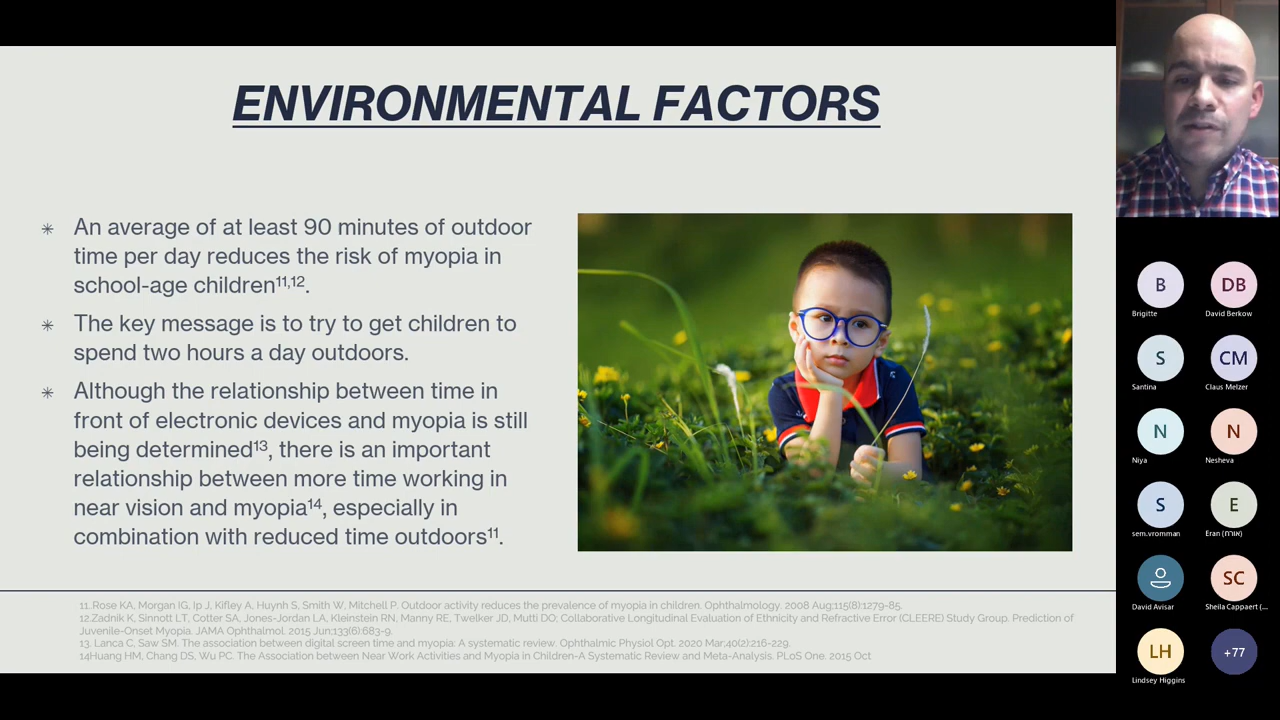 ENVIRONMENTAL FACTORS
✳ An average of at least 90 minutes of outdoor
time per day reduces the risk of myopia in
school-age children¹¹,¹².
✳ The key message is to try to get children to
spend two hours a day outdoors.
✳ Although the relationship between time in
front of electronic devices and myopia is still
being determined¹³, there is an important
relationship between more time working in
near vision and myopia¹⁴, especially in
combination with reduced time outdoors¹¹.
11. Rose KA, Morgan IG, Ip J, Kifley A, Huynh S, Smith W, Mitchell P. Outdoor activity reduces the prevalence of myopia in children. Ophthalmology. 2008 Aug;115(8):1279-85.
12.Zadnik K, Sinnott LT, Cotter SA, Jones-Jordan LA, Kleinstein RN, Manny RE, Twelker JD, Mutti DO; Collaborative Longitudinal Evaluation of Ethnicity and Refractive Error (CLEERE) Study Group. Prediction of
Juvenile-Onset Myopia. JAMA Ophthalmol. 2015 Jun;133(6):683-9.
13. Lanca C, Saw SM. The association between digital screen time and myopia: A systematic review. Ophthalmic Physiol Opt. 2020 Mar;40(2):216-229.
14Huang HM, Chang DS, Wu PC. The Association between Near Work Activities and Myopia in Children-A Systematic Review and Meta-Analysis. PLoS One. 2015 Oct
B
Brigitte
DB
David Berkow
S
Santina
CM
Claus Melzer
N
Niya
N
Nesheva
S
sem.vromman
E
Eran (אורח)
David Avisar
SC
Sheila Cappaert (...
LH
Lindsey Higgins
+77